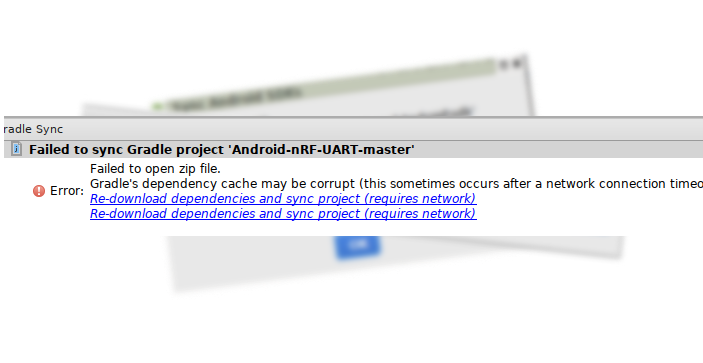 radle Sync
Failed to sync Gradle project 'Android-nRF-UART-master'
Failed to open zip file.
Error:
Gradle's dependency cache may be corrupt (this sometimes occurs after a network connection timeo
Re-download dependencies and sync project (requires network)
Re-download dependencies and sync project (requires network)